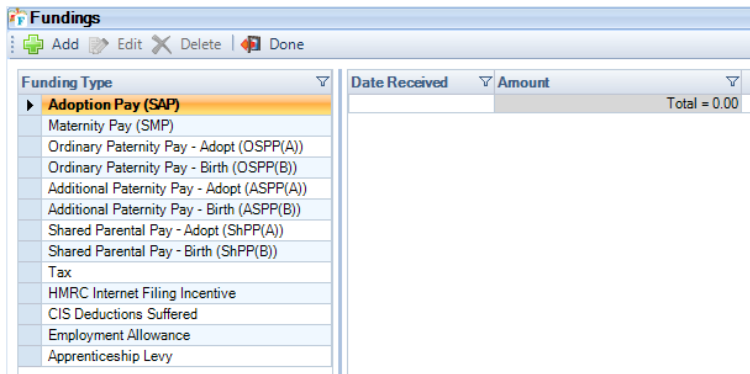 Fundings
Add Edit Delete Done
Funding Type Date Received Amount
Adoption Pay (SAP) Total = 0.00
Maternity Pay (SMP)
Ordinary Paternity Pay - Adopt (OSPP(A))
Ordinary Paternity Pay - Birth (OSPP(B))
Additional Paternity Pay - Adopt (ASPP(A))
Additional Paternity Pay - Birth (ASPP(B))
Shared Parental Pay - Adopt (ShPP(A))
Shared Parental Pay - Birth (ShPP(B))
Tax
HMRC Internet Filing Incentive
CIS Deductions Suffered
Employment Allowance
Apprenticeship Levy